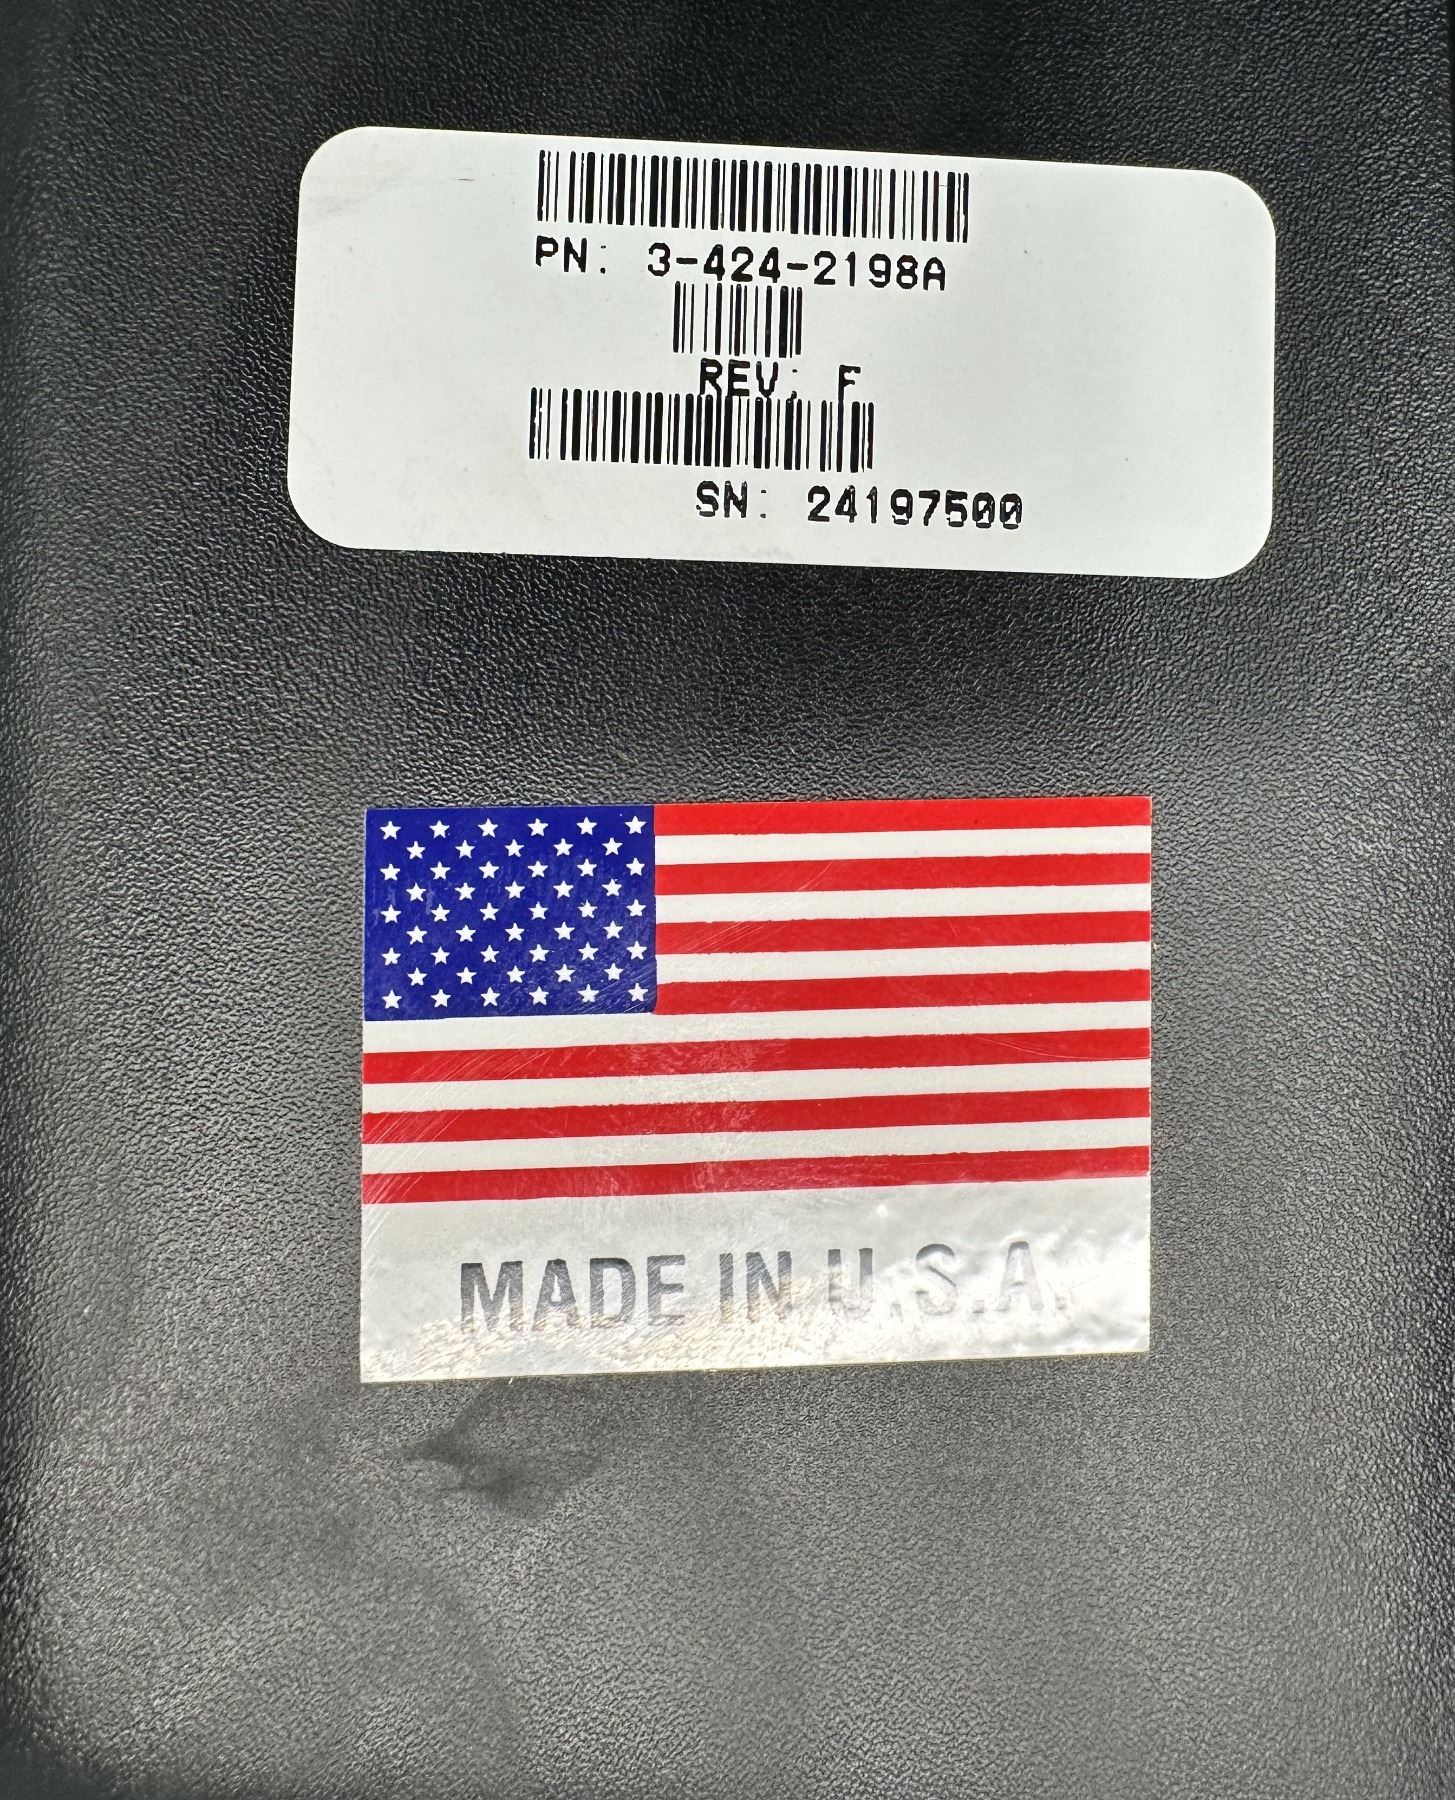 PN: 3-424-2198A
REV: F
SN: 24197500
MADE IN U.S.A.